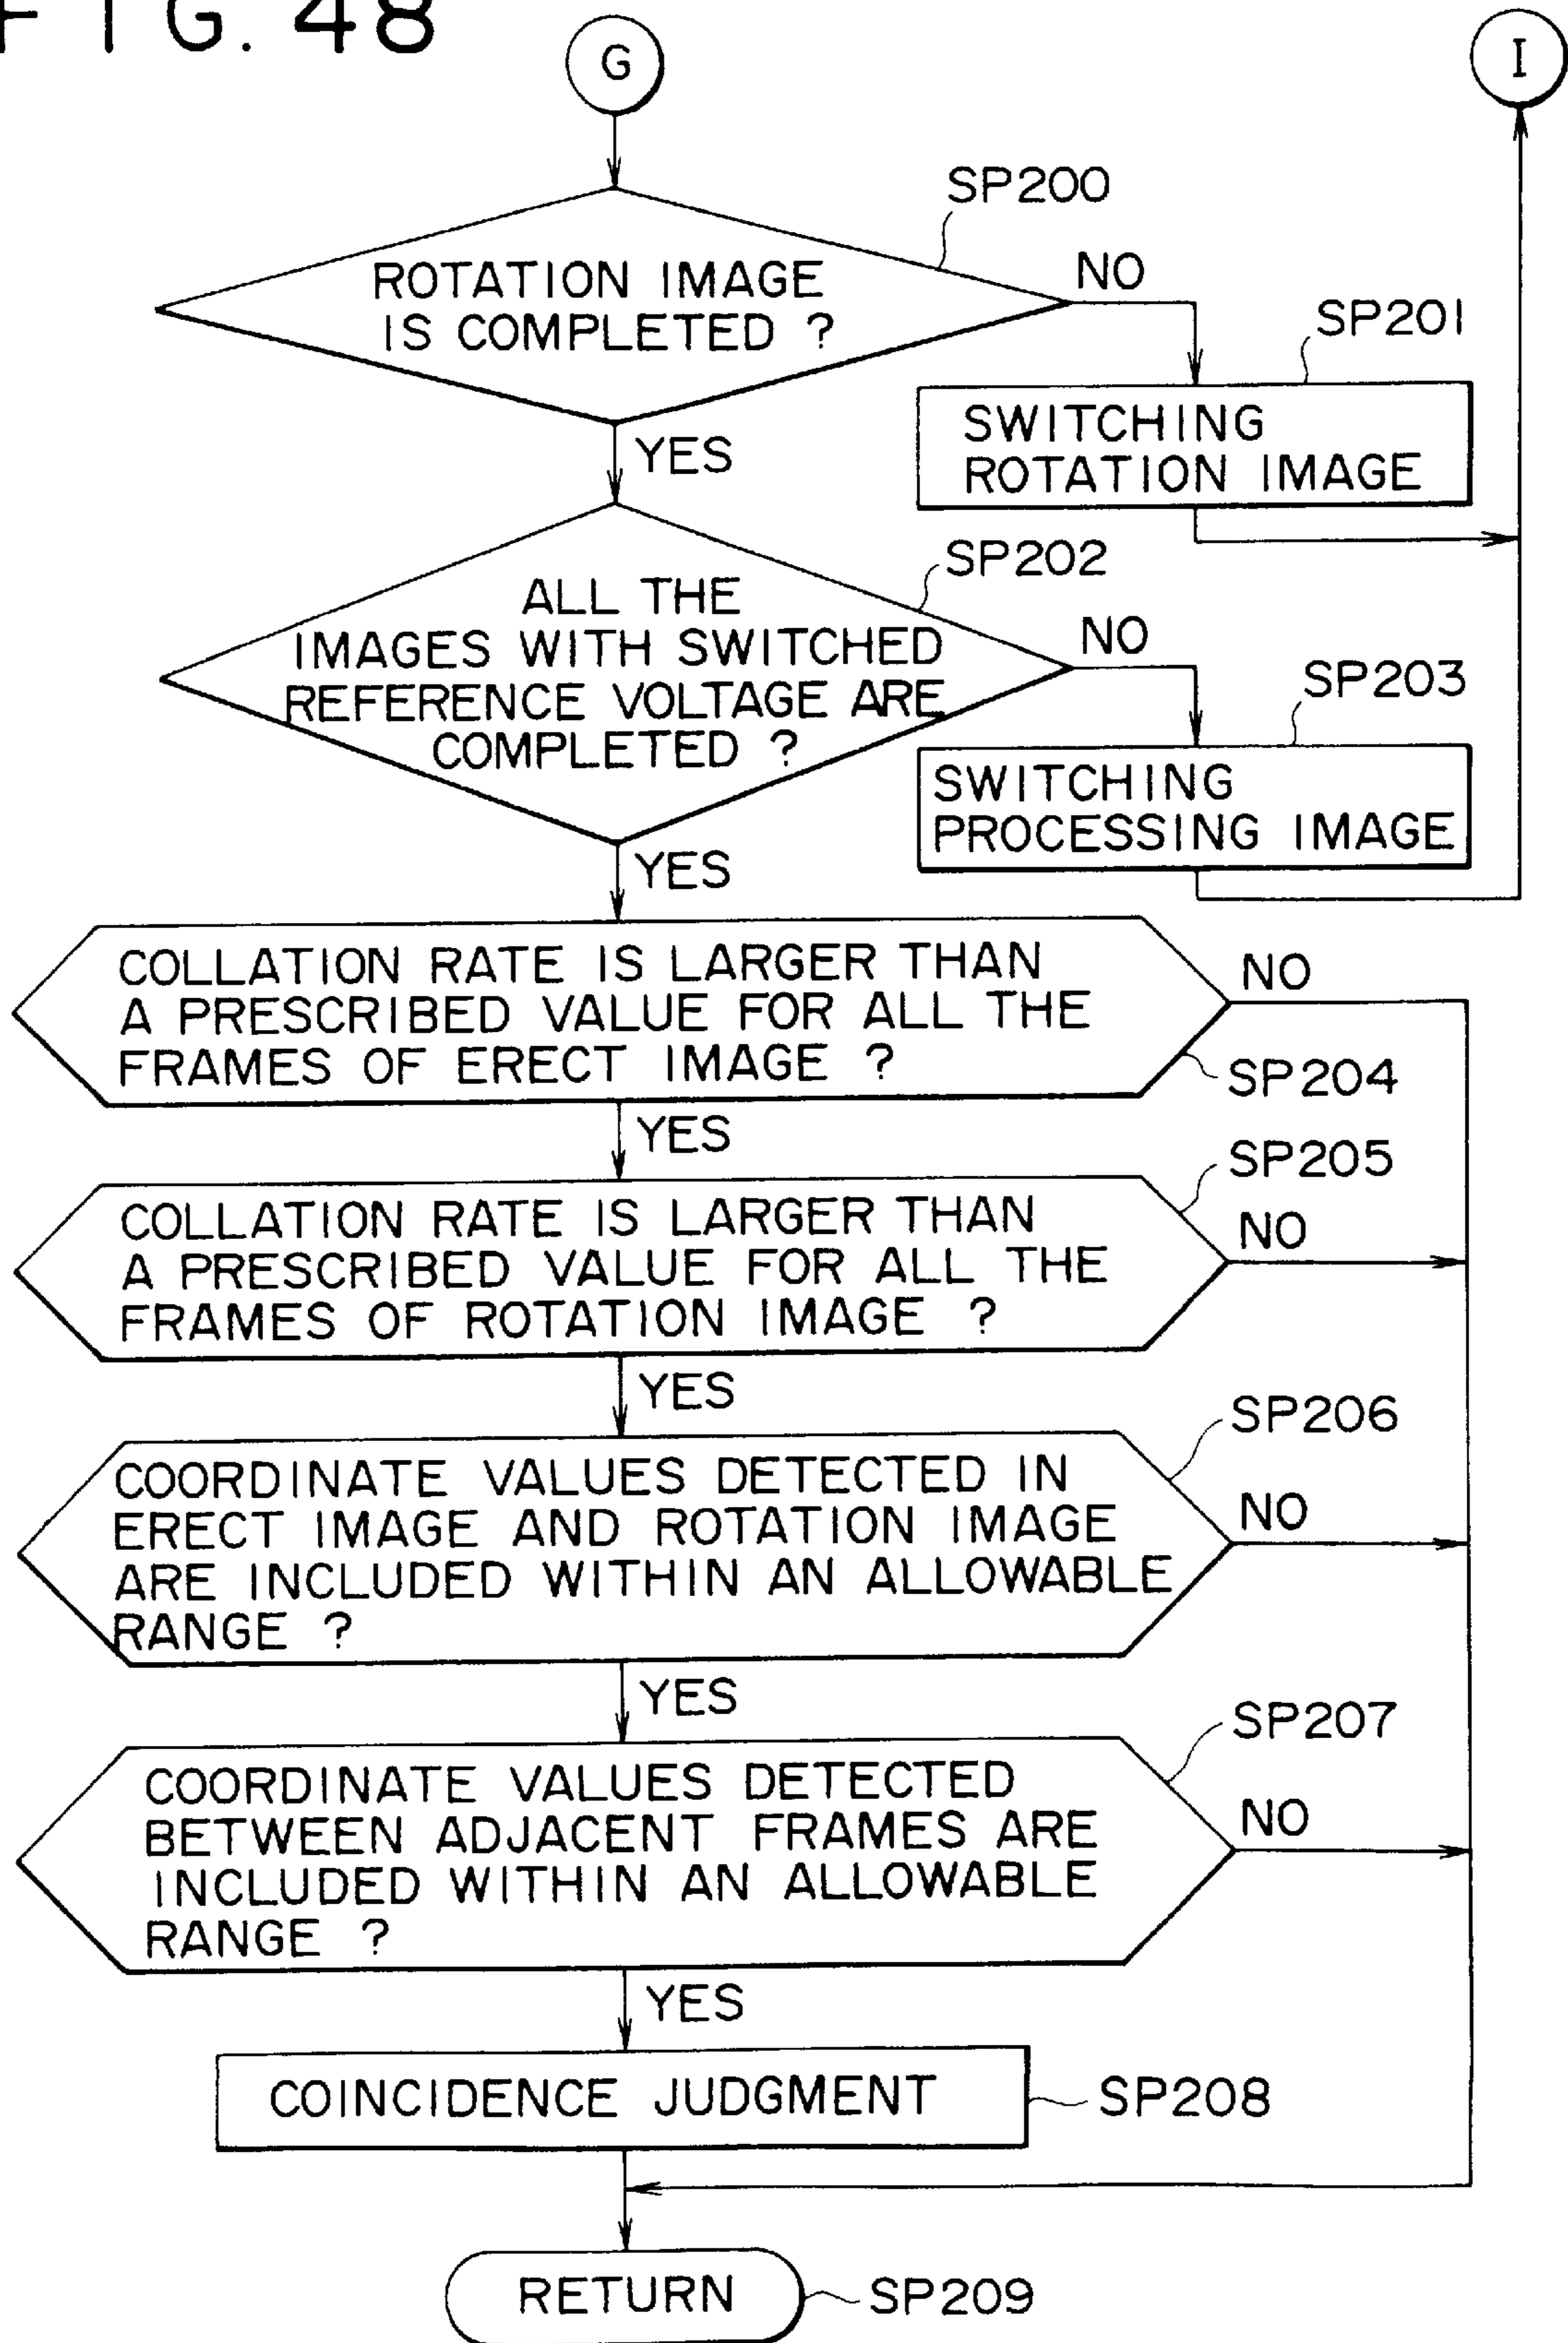 FIG. 48
G
I
SP200
ROTATION IMAGE
IS COMPLETED ?
NO
SP201
SWITCHING
ROTATION IMAGE
YES
SP202
ALL THE
IMAGES WITH SWITCHED
REFERENCE VOLTAGE ARE
COMPLETED ?
NO
SP203
SWITCHING
PROCESSING IMAGE
YES
COLLATION RATE IS LARGER THAN
A PRESCRIBED VALUE FOR ALL THE
FRAMES OF ERECT IMAGE ?
NO
SP204
YES
SP205
COLLATION RATE IS LARGER THAN
A PRESCRIBED VALUE FOR ALL THE
FRAMES OF ROTATION IMAGE ?
NO
YES
SP206
COORDINATE VALUES DETECTED IN
ERECT IMAGE AND ROTATION IMAGE
ARE INCLUDED WITHIN AN ALLOWABLE
RANGE ?
NO
YES
SP207
COORDINATE VALUES DETECTED
BETWEEN ADJACENT FRAMES ARE
INCLUDED WITHIN AN ALLOWABLE
RANGE ?
NO
YES
COINCIDENCE JUDGMENT
SP208
RETURN
SP209